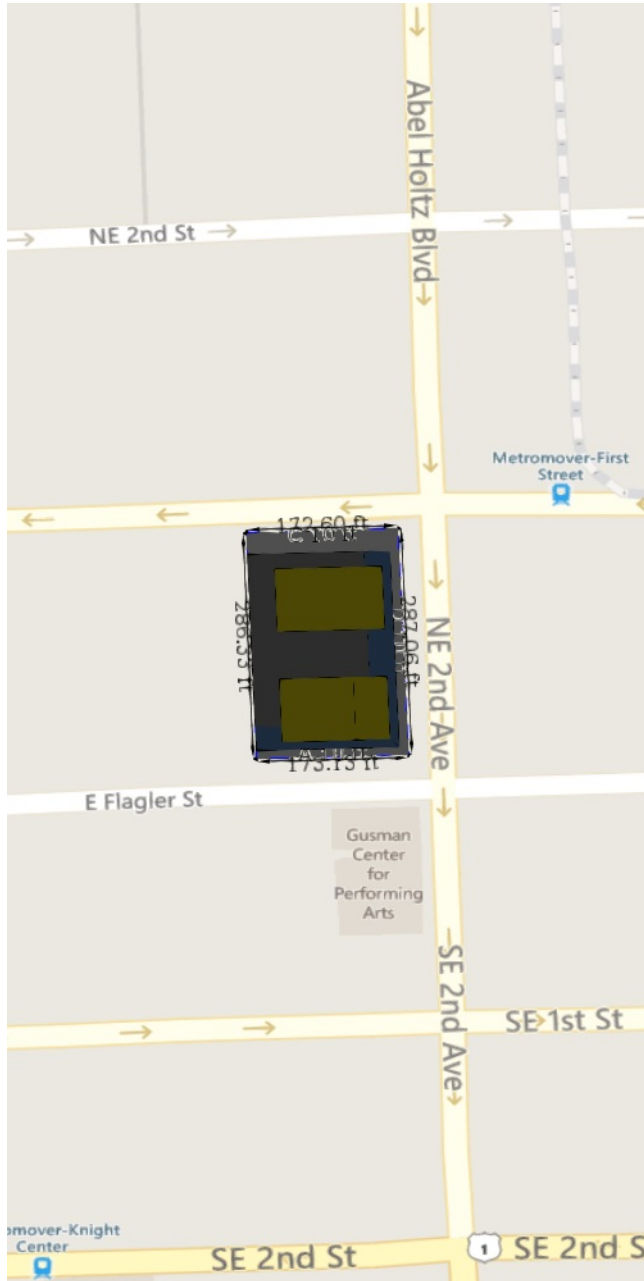 Abel Holtz Blvd
NE 2nd St
Metromover-First
Street
172.60 ft
286.33 ft
287.06 ft
NE 2nd Ave
173.13 ft
E Flagler St
Gusman
Center
for
Performing
Arts
SE 2nd Ave
SE 1st St
omover-Knight
Center
SE 2nd St
1
SE 2nd S